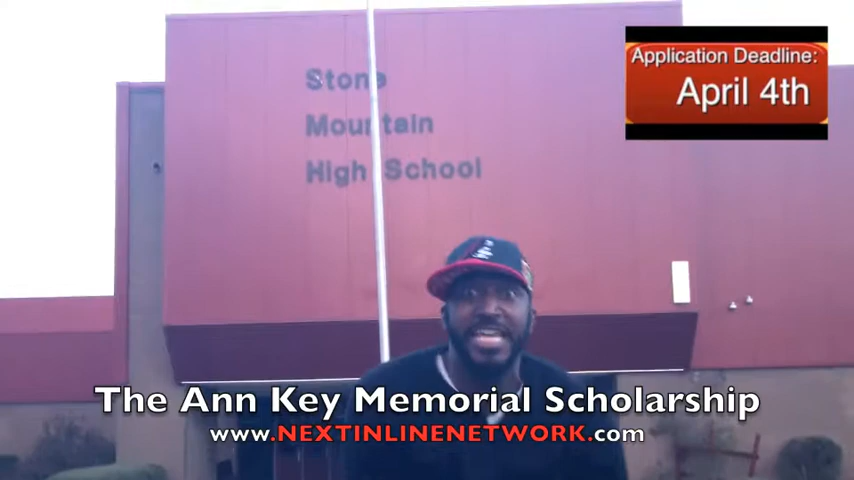 Application Deadline:
April 4th
Stone
Mountain
High School
The Ann Key Memorial Scholarship
www.NEXTINLINENETWORK.com